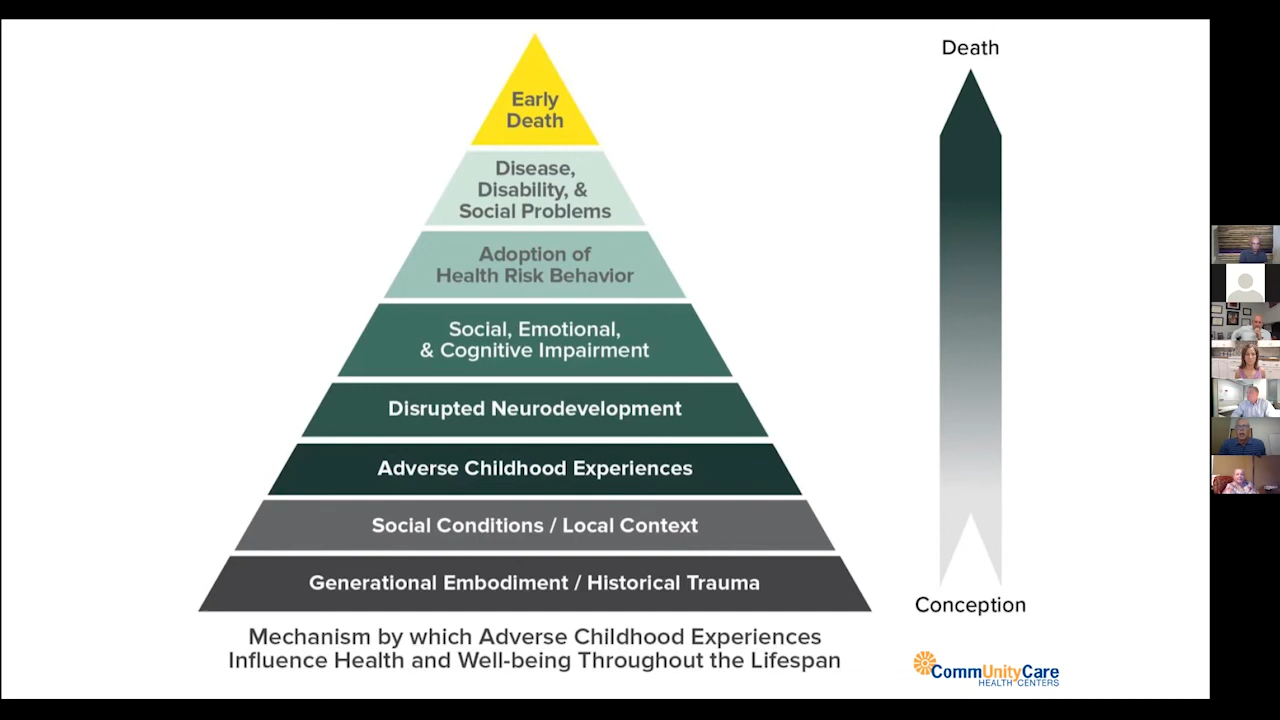 Early
Death
Disease,
Disability, &
Social Problems
Adoption of
Health Risk Behavior
Social, Emotional,
& Cognitive Impairment
Disrupted Neurodevelopment
Adverse Childhood Experiences
Social Conditions / Local Context
Generational Embodiment / Historical Trauma
Mechanism by which Adverse Childhood Experiences
Influence Health and Well-being Throughout the Lifespan
Death
Conception
CommUnityCare
HEALTH CENTERS